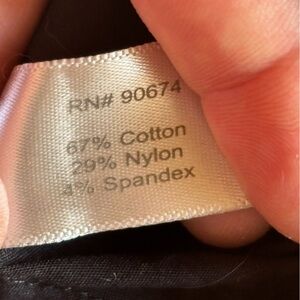 RN# 90674
67% Cotton
29% Nylon
4% Spandex